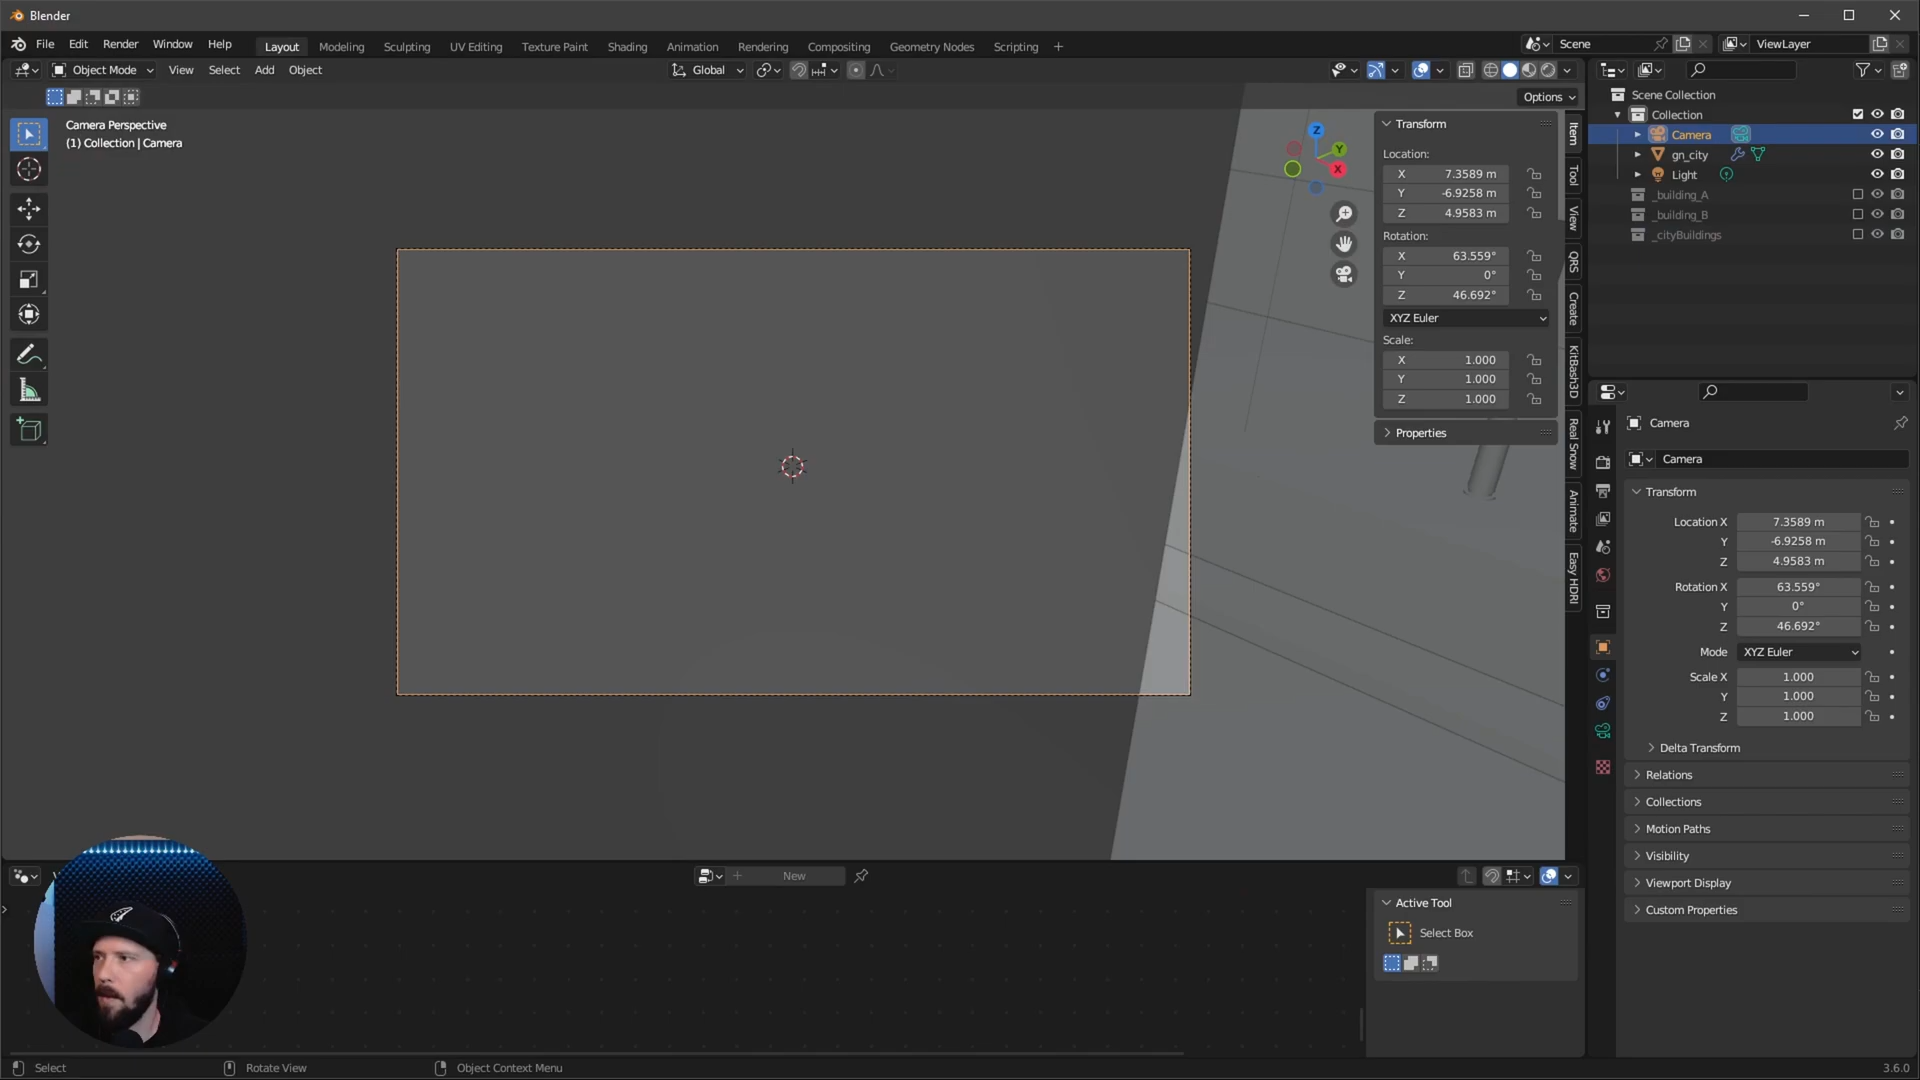 Blender
File Edit Render Window Help
Layout Modeling Sculpting UV Editing Texture Paint Shading Animation Rendering Compositing Geometry Nodes Scripting +
Scene
ViewLayer
Object Mode View Select Add Object
Global
Options
Camera Perspective
(1) Collection | Camera
Z
Y
X
Transform
Location:
X 7.3589 m
Y -6.9258 m
Z 4.9583 m
Rotation:
X 63.559°
Y 0°
Z 46.692°
XYZ Euler
Scale:
X 1.000
Y 1.000
Z 1.000
Properties
Item
Tool
View
QRS
Create
KitBash3D
Real Snow
Animate
Easy HDRI
Scene Collection
Collection
Camera
gn_city
Light
_building_A
_building_B
_cityBuildings
Camera
Camera
Transform
Location X 7.3589 m
Y -6.9258 m
Z 4.9583 m
Rotation X 63.559°
Y 0°
Z 46.692°
Mode XYZ Euler
Scale X 1.000
Y 1.000
Z 1.000
Delta Transform
Relations
Collections
Motion Paths
Visibility
Viewport Display
Custom Properties
+ New
Active Tool
Select Box
Select Rotate View Object Context Menu
3.6.0